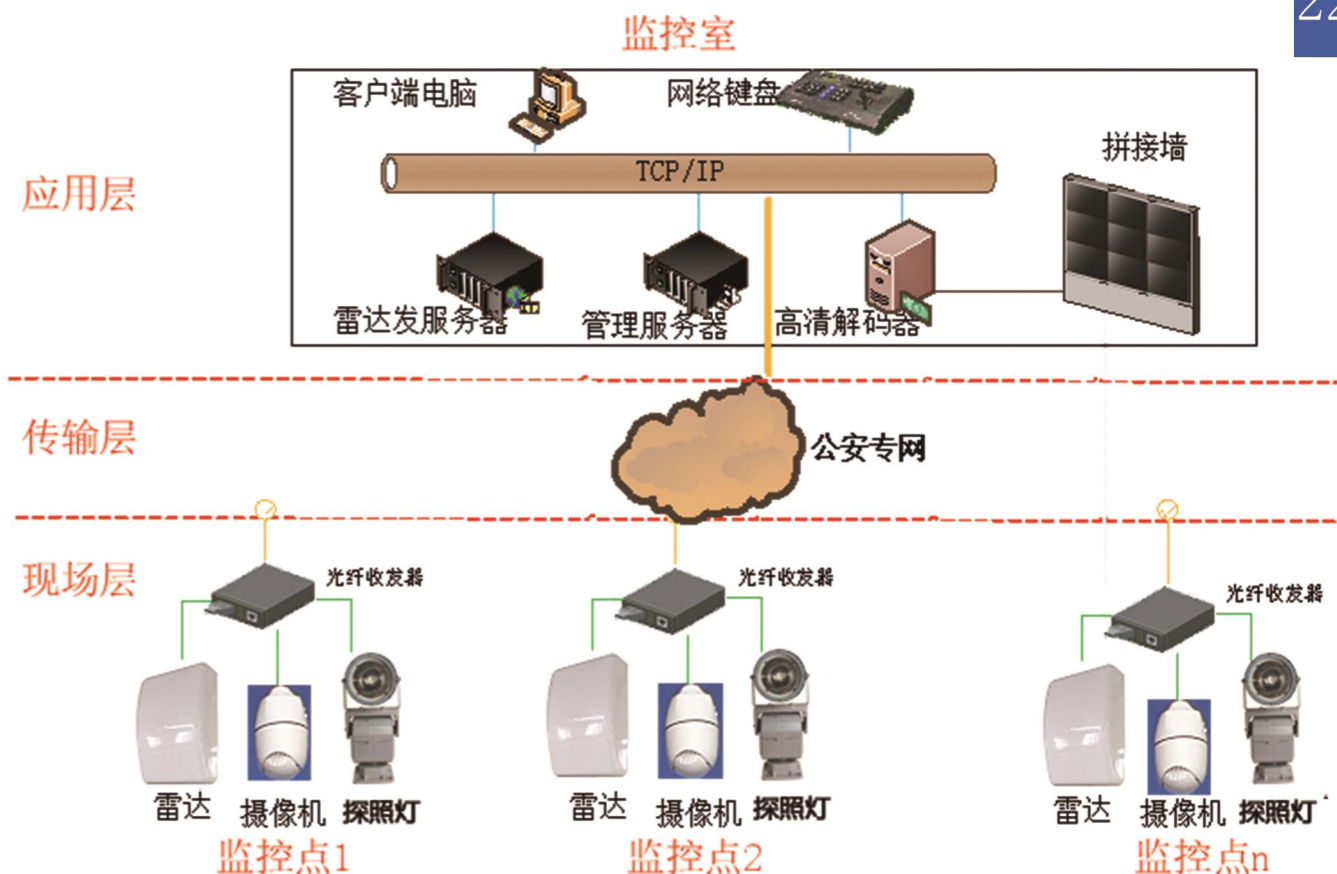 监控室
客户端电脑
网络键盘
拼接墙
TCP/IP
应用层
雷达发服务器
管理服务器
高清解码器
传输层
公安专网
现场层
光纤收发器
光纤收发器
光纤收发器
雷达
摄像机
探照灯
雷达
摄像机
探照灯
雷达
摄像机
探照灯
监控点1
监控点2
监控点n